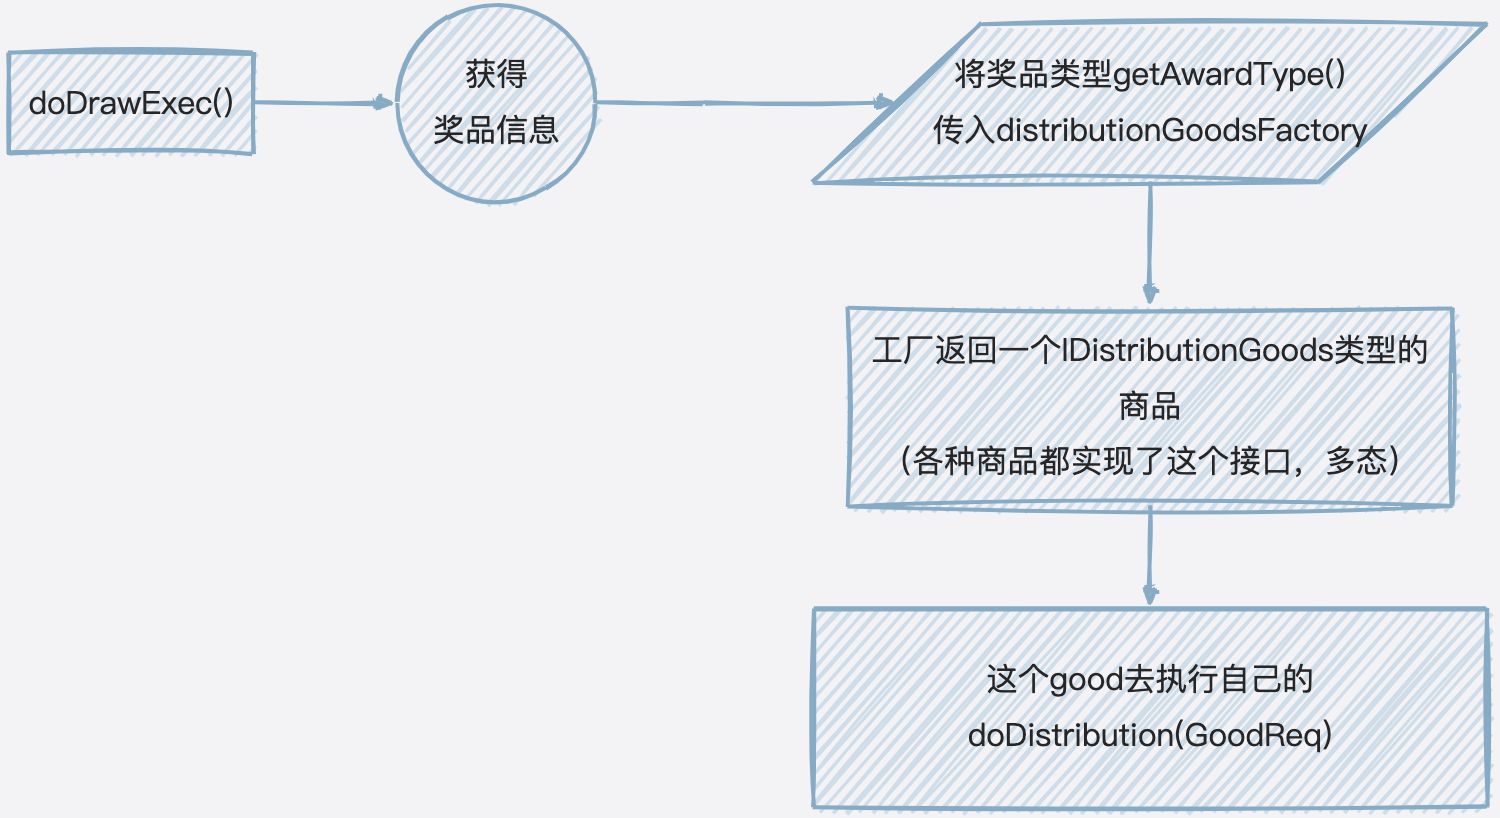 doDrawExec()
获得
奖品信息
将奖品类型getAwardType()
传入distributionGoodsFactory
工厂返回一个IDistributionGoods类型的
商品
（各种商品都实现了这个接口，多态）
这个good去执行自己的
doDistribution(GoodReq)